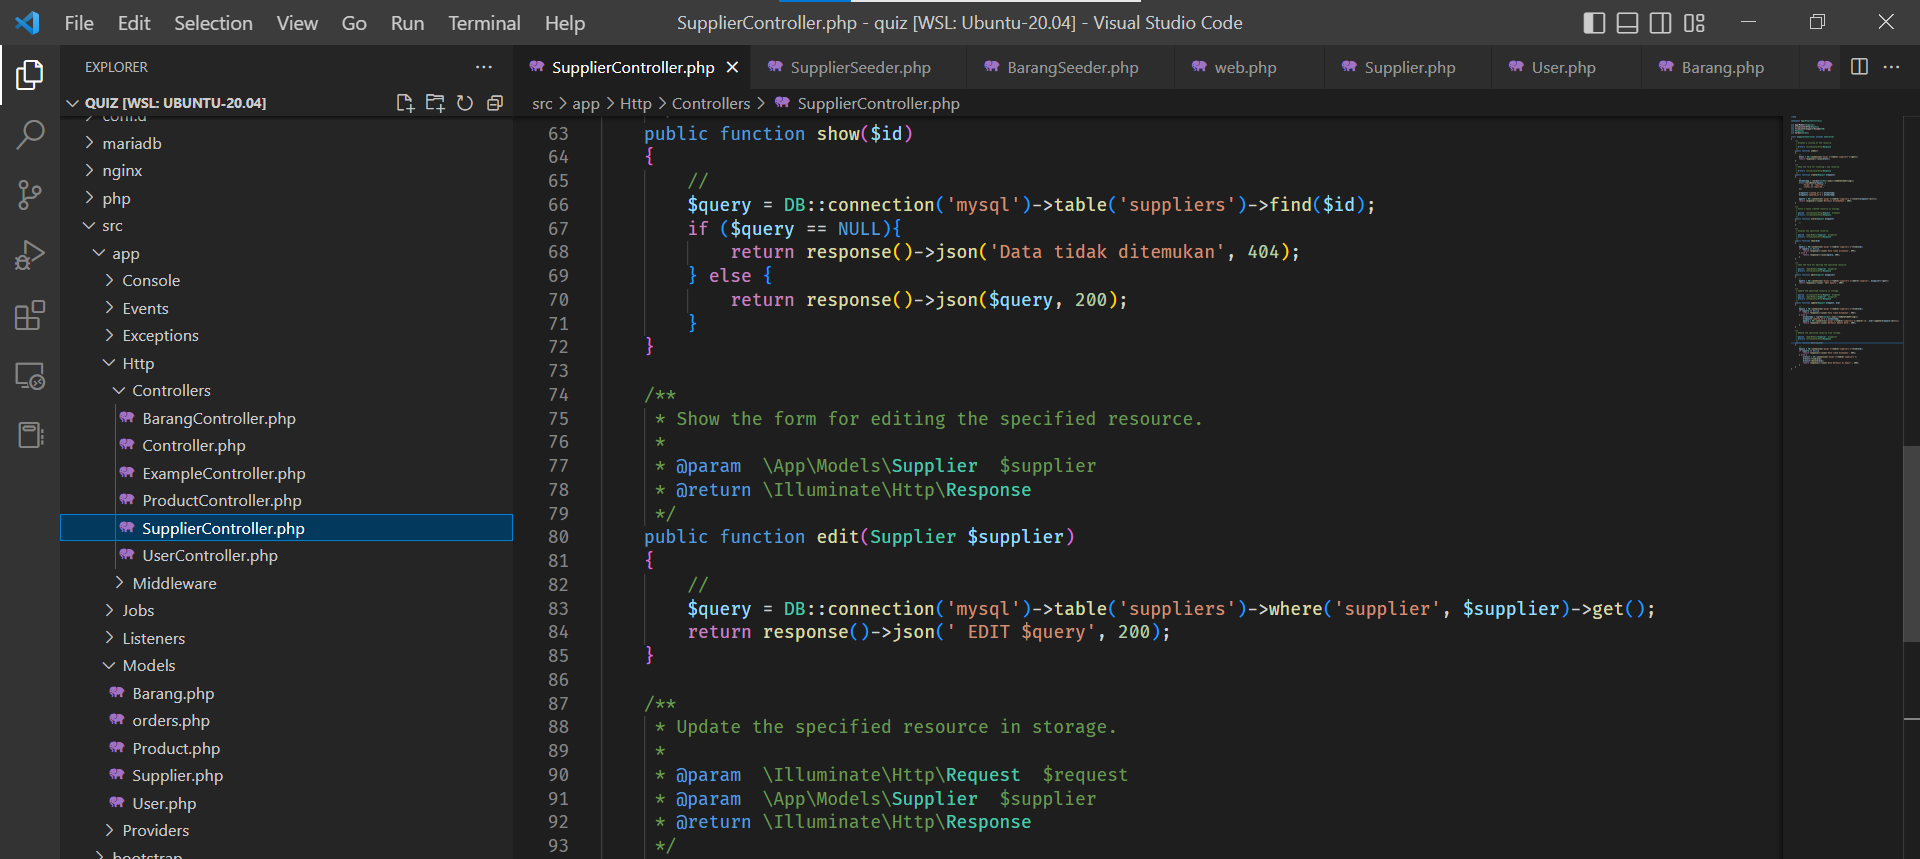 File Edit Selection View Go Run Terminal Help SupplierController.php - quiz [WSL: Ubuntu-20.04] - Visual Studio Code
EXPLORER
QUIZ [WSL: UBUNTU-20.04]
conf.d
mariadb
nginx
php
src
app
Console
Events
Exceptions
Http
Controllers
BarangController.php
Controller.php
ExampleController.php
ProductController.php
SupplierController.php
UserController.php
Middleware
Jobs
Listeners
Models
Barang.php
orders.php
Product.php
Supplier.php
User.php
Providers
bootstrap
SupplierController.php SupplierSeeder.php BarangSeeder.php web.php Supplier.php User.php Barang.php
src > app > Http > Controllers > SupplierController.php
63 public function show($id)
64 {
65 //
66 $query = DB::connection('mysql')->table('suppliers')->find($id);
67 if ($query == NULL){
68 return response()->json('Data tidak ditemukan', 404);
69 } else {
70 return response()->json($query, 200);
71 }
72 }
73
74 /**
75 * Show the form for editing the specified resource.
76 *
77 * @param  \App\Models\Supplier  $supplier
78 * @return \Illuminate\Http\Response
79 */
80 public function edit(Supplier $supplier)
81 {
82 //
83 $query = DB::connection('mysql')->table('suppliers')->where('supplier', $supplier)->get();
84 return response()->json(' EDIT $query', 200);
85 }
86
87 /**
88 * Update the specified resource in storage.
89 *
90 * @param  \Illuminate\Http\Request  $request
91 * @param  \App\Models\Supplier  $supplier
92 * @return \Illuminate\Http\Response
93 */